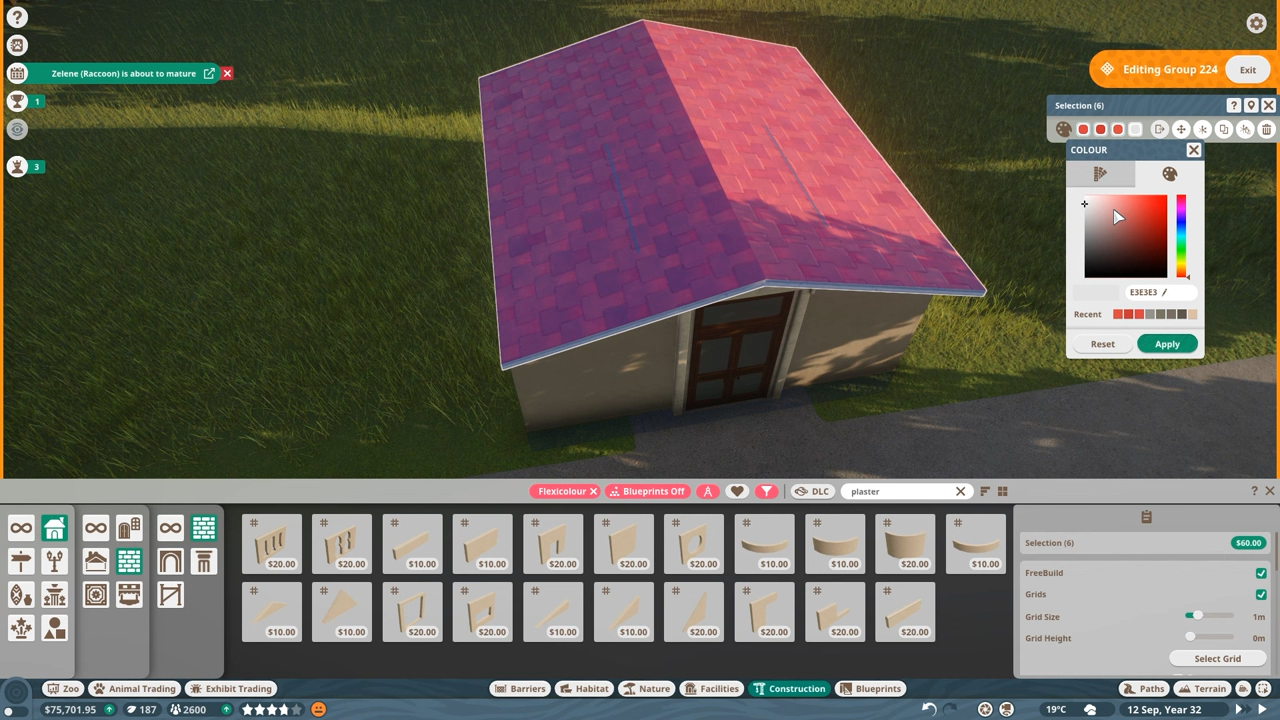 ?
Zelene (Raccoon) is about to mature
1
3
Editing Group 224
Exit
Selection (6)
?
COLOUR
E3E3E3
Recent
Reset
Apply
Flexicolour
Blueprints Off
DLC
plaster
?
$20.00 $20.00 $10.00 $10.00 $20.00 $20.00 $20.00 $10.00 $10.00 $20.00 $10.00
$10.00 $10.00 $20.00 $20.00 $10.00 $10.00 $20.00 $20.00 $20.00 $20.00
Selection (6)
$60.00
FreeBuild
Grids
Grid Size
1m
Grid Height
0m
Select Grid
Zoo
Animal Trading
Exhibit Trading
Barriers
Habitat
Nature
Facilities
Construction
Blueprints
Paths
Terrain
$75,701.95
187
2600
19°C
12 Sep, Year 32